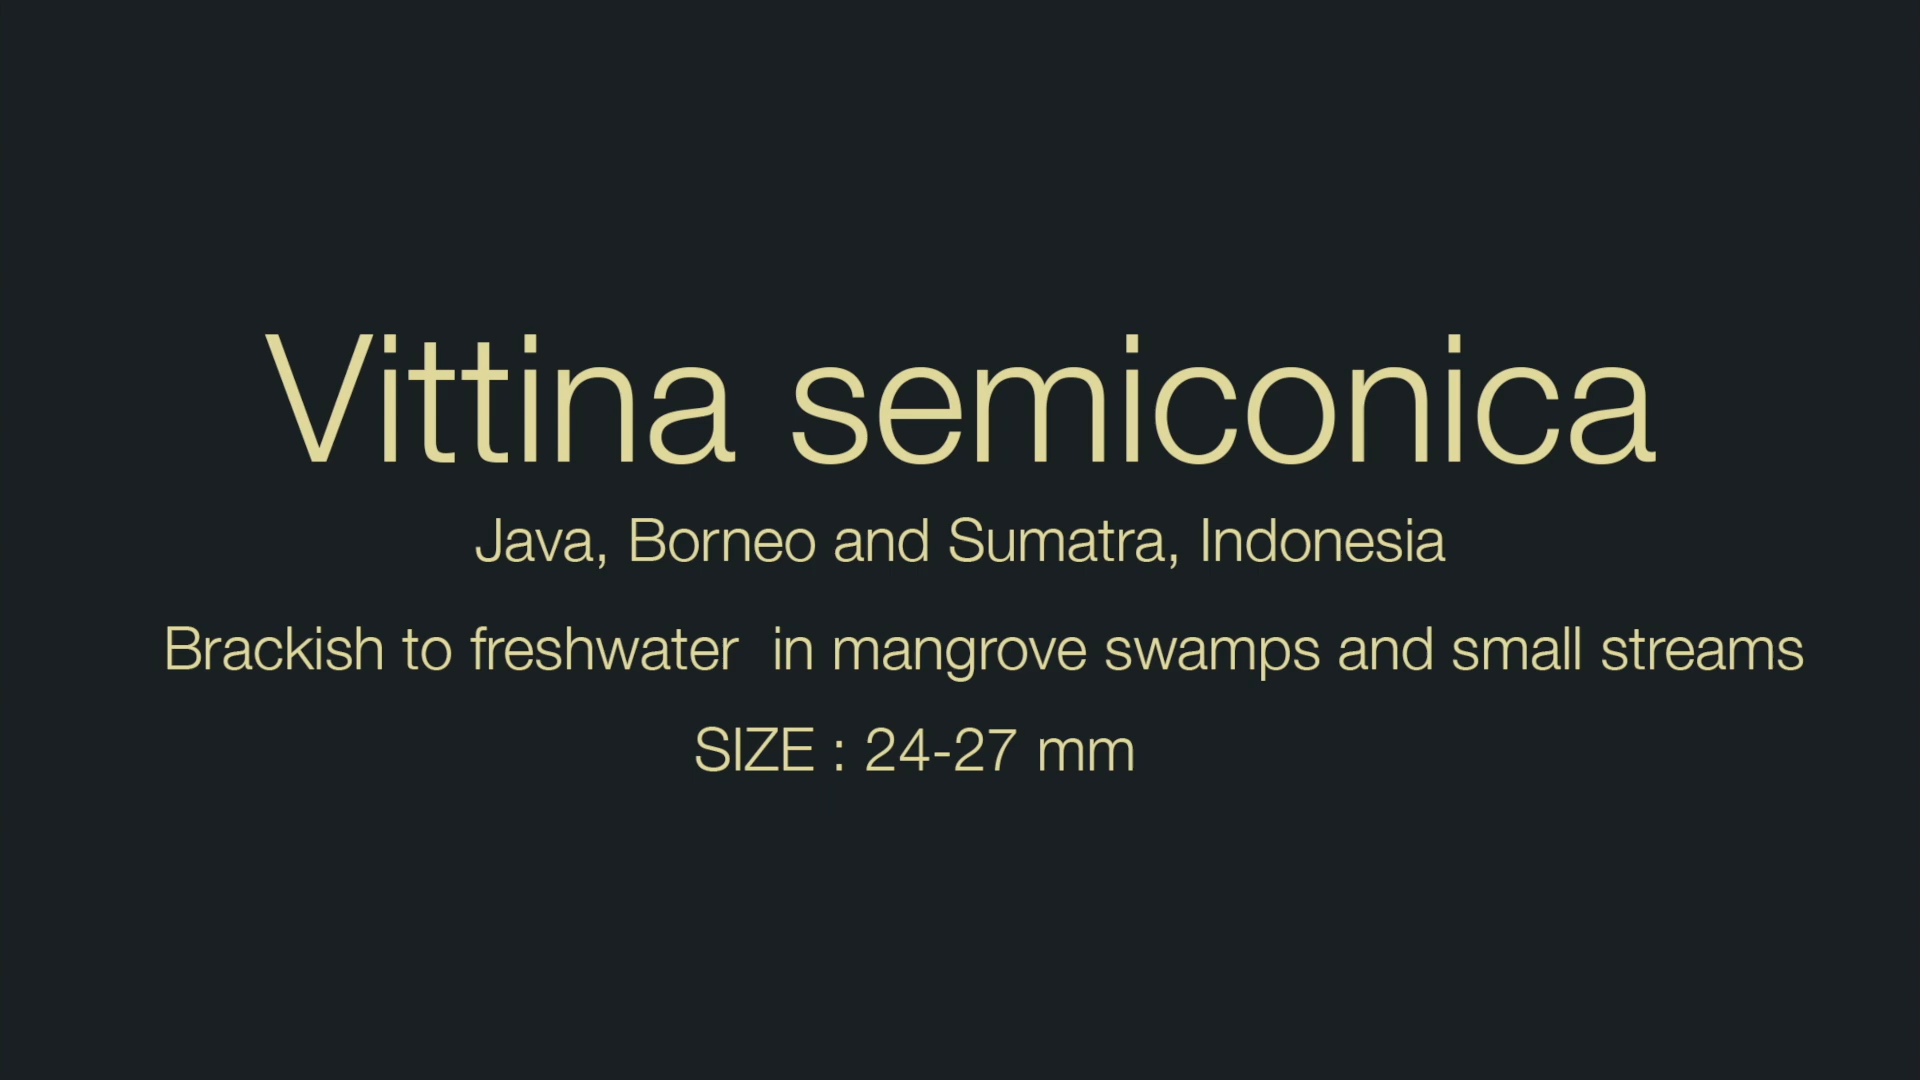 Vittina semiconica
Java, Borneo and Sumatra, Indonesia
Brackish to freshwater  in mangrove swamps and small streams
SIZE : 24-27 mm